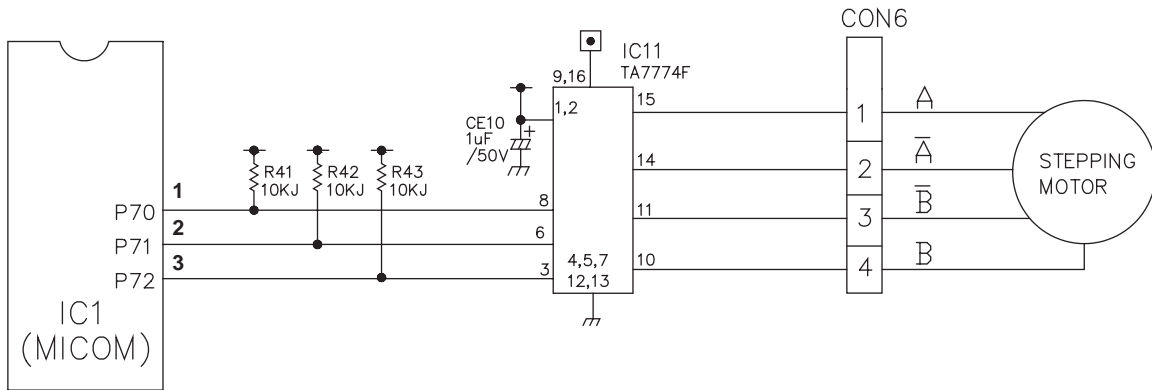 CON6
IC11
TA7774F
9,16
1,2
CE10
1uF
/50V
+
15
14
11
10
8
6
3
4,5,7
12,13
R41
10KJ
R42
10KJ
R43
10KJ
1
P70
2
P71
3
P72
IC1
(MICOM)
1
2
3
4
A
A̅
B̅
B
STEPPING
MOTOR